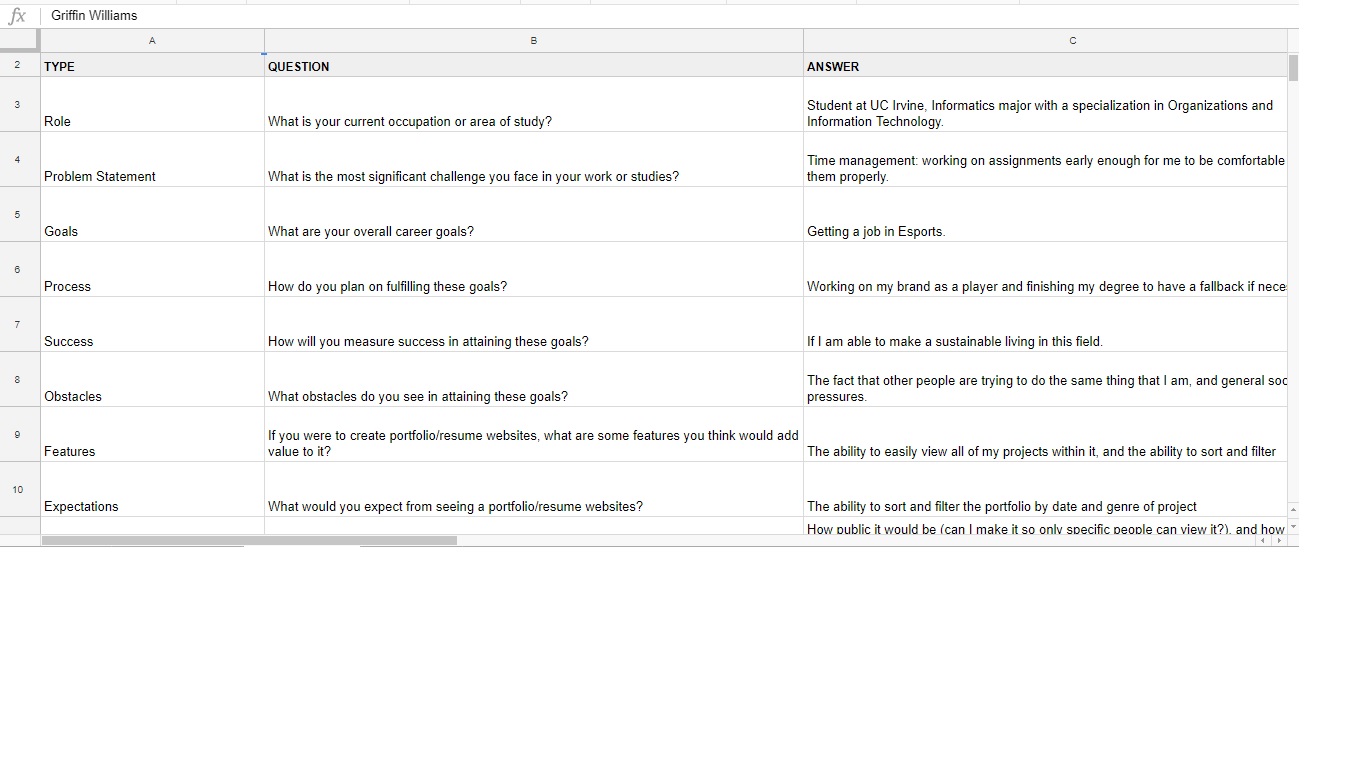 fx Griffin Williams
A B C
2 TYPE QUESTION ANSWER
3 Role What is your current occupation or area of study? Student at UC Irvine, Informatics major with a specialization in Organizations and
Information Technology.
4 Problem Statement What is the most significant challenge you face in your work or studies? Time management: working on assignments early enough for me to be comfortable
them properly.
5 Goals What are your overall career goals? Getting a job in Esports.
6 Process How do you plan on fulfilling these goals? Working on my brand as a player and finishing my degree to have a fallback if
7 Success How will you measure success in attaining these goals? If I am able to make a sustainable living in this field.
8 Obstacles What obstacles do you see in attaining these goals? The fact that other people are trying to do the same thing that I am, and general
pressures.
9 Features If you were to create portfolio/resume websites, what are some features you think would add
value to it? The ability to easily view all of my projects within it, and the ability to sort and filter
10 Expectations What would you expect from seeing a portfolio/resume websites? The ability to sort and filter the portfolio by date and genre of project
How public it would be (can I make it so only specific people can view it?), and how